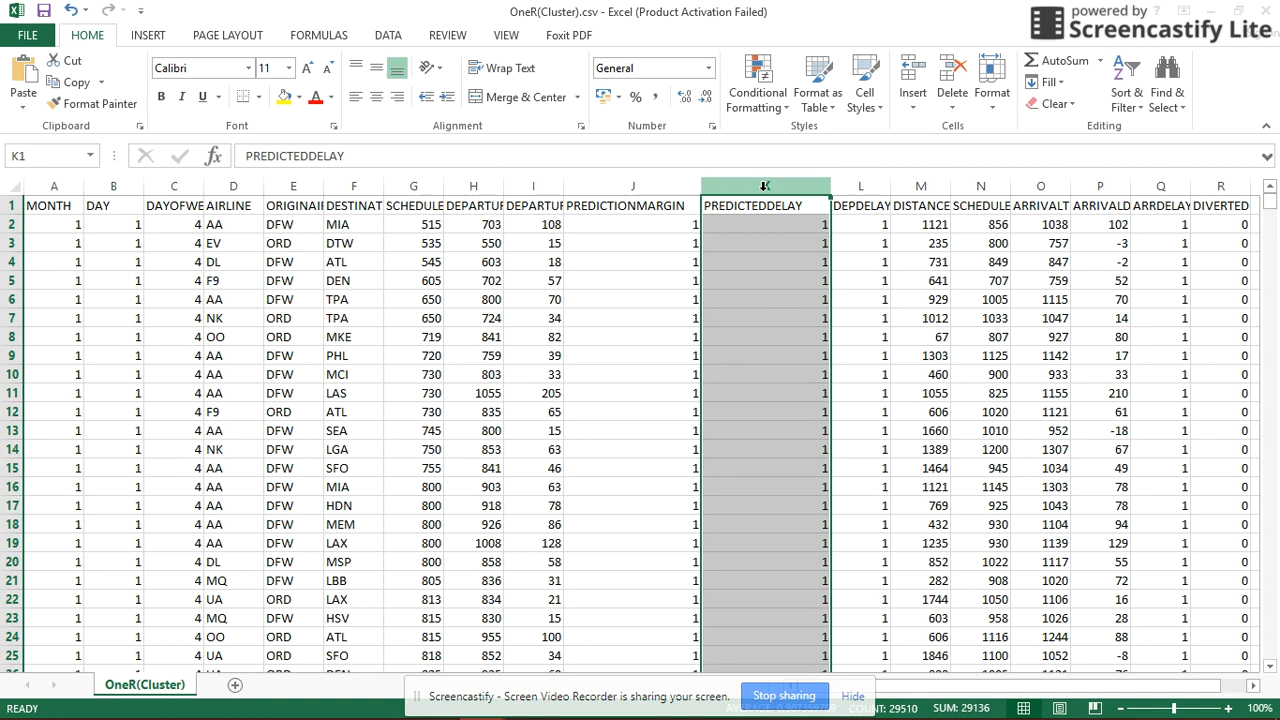 OneR(Cluster).csv - Excel (Product Activation Failed)
powered by
Screencastify Lite
FILE HOME INSERT PAGE LAYOUT FORMULAS DATA REVIEW VIEW Foxit PDF
Paste Cut Copy Format Painter Clipboard
Calibri 11 B I U A Font
Wrap Text Merge & Center Alignment
General % , Number
Conditional Formatting Format as Table Cell Styles Styles
Insert Delete Format Cells
AutoSum Fill Clear Sort & Filter Find & Select Editing
K1 fx PREDICTEDDELAY
A B C D E F G H I J L M N O P Q R
1 MONTH DAY DAYOFWE AIRLINE ORIGINAIR DESTINAT SCHEDULE DEPARTUR DEPARTUR PREDICTIONMARGIN PREDICTEDDELAY DEPDELAY DISTANCE SCHEDULE ARRIVALT ARRIVALD ARRDELAY DIVERTED
2 1 1 4 AA DFW MIA 515 703 108 1 1 1 1121 856 1038 102 1 0
3 1 1 4 EV ORD DTW 535 550 15 1 1 1 235 800 757 -3 1 0
4 1 1 4 DL DFW ATL 545 603 18 1 1 1 731 849 847 -2 1 0
5 1 1 4 F9 DFW DEN 605 702 57 1 1 1 641 707 759 52 1 0
6 1 1 4 AA DFW TPA 650 800 70 1 1 1 929 1005 1115 70 1 0
7 1 1 4 NK ORD TPA 650 724 34 1 1 1 1012 1033 1047 14 1 0
8 1 1 4 OO ORD MKE 719 841 82 1 1 1 67 807 927 80 1 0
9 1 1 4 AA DFW PHL 720 759 39 1 1 1 1303 1125 1142 17 1 0
10 1 1 4 AA DFW MCI 730 803 33 1 1 1 460 900 933 33 1 0
11 1 1 4 AA DFW LAS 730 1055 205 1 1 1 1055 825 1155 210 1 0
12 1 1 4 F9 ORD ATL 730 835 65 1 1 1 606 1020 1121 61 1 0
13 1 1 4 AA DFW SEA 745 800 15 1 1 1 1660 1010 952 -18 1 0
14 1 1 4 NK ORD LGA 750 853 63 1 1 1 1389 1200 1307 67 1 0
15 1 1 4 AA DFW SFO 755 841 46 1 1 1 1464 945 1034 49 1 0
16 1 1 4 AA DFW MIA 800 903 63 1 1 1 1121 1145 1303 78 1 0
17 1 1 4 AA DFW HDN 800 918 78 1 1 1 769 925 1043 78 1 0
18 1 1 4 AA DFW MEM 800 926 86 1 1 1 432 930 1104 94 1 0
19 1 1 4 AA DFW LAX 800 1008 128 1 1 1 1235 930 1139 129 1 0
20 1 1 4 DL DFW MSP 800 858 58 1 1 1 852 1022 1117 55 1 0
21 1 1 4 MQ DFW LBB 805 836 31 1 1 1 282 908 1020 72 1 0
22 1 1 4 UA ORD LAX 813 834 21 1 1 1 1744 1050 1106 16 1 0
23 1 1 4 MQ DFW HSV 815 830 15 1 1 1 603 958 1026 28 1 0
24 1 1 4 OO ORD ATL 815 955 100 1 1 1 606 1116 1244 88 1 0
25 1 1 4 UA ORD SFO 818 852 34 1 1 1 1846 1100 1052 -8 1 0
OneR(Cluster)
Screencastify - Screen Video Recorder is sharing your screen. Stop sharing Hide
READY COUNT: 29510 SUM: 29136 100%